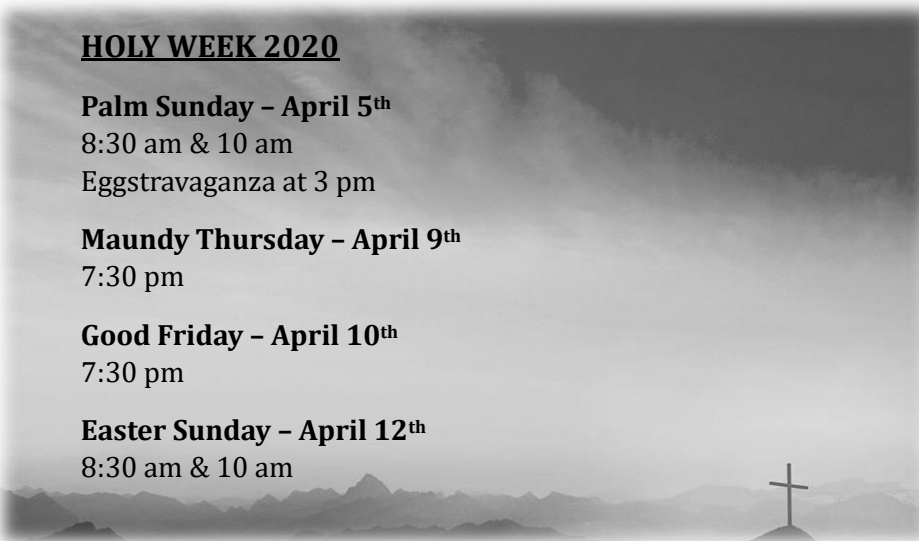 HOLY WEEK 2020
Palm Sunday – April 5th
8:30 am & 10 am
Eggstravaganza at 3 pm
Maundy Thursday – April 9th
7:30 pm
Good Friday – April 10th
7:30 pm
Easter Sunday – April 12th
8:30 am & 10 am